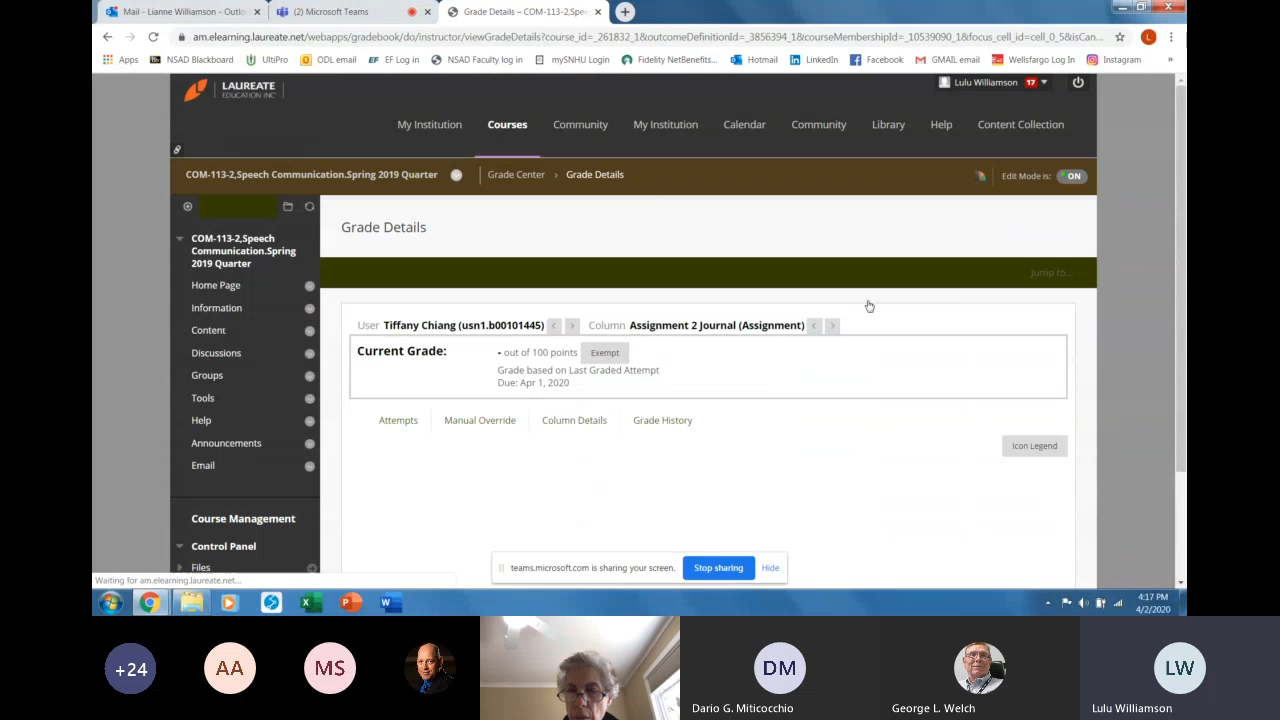 Mail - Lianne Williamson - Outlo
(2) Microsoft Teams
Grade Details – COM-113-2,Spee
am.elearning.laureate.net/webapps/gradebook/do/instructor/viewGradeDetails?course_id=_261832_1&outcomeDefinitionId=_3856394_1&courseMembershipId=_10539090_1&focus_cell_id=cell_0_5&isCan...
L
Apps NSAD Blackboard UltiPro ODL email EF EF Log in NSAD Faculty log in mySNHU Login Fidelity NetBenefits... Hotmail LinkedIn Facebook GMAIL email Wellsfargo Log In Instagram »
LAUREATE
EDUCATION INC
Lulu Williamson 17
My Institution Courses Community My Institution Calendar Community Library Help Content Collection
COM-113-2,Speech Communication.Spring 2019 Quarter Grade Center › Grade Details Edit Mode is: ON
Grade Details
Jump to...
COM-113-2,Speech
Communication.Spring
2019 Quarter
Home Page
Information
Content
Discussions
Groups
Tools
Help
Announcements
Email
Course Management
Control Panel
Files
User Tiffany Chiang (usn1.b00101445) < > Column Assignment 2 Journal (Assignment) < >
Current Grade: - out of 100 points Exempt
Grade based on Last Graded Attempt
Due: Apr 1, 2020
Attempts Manual Override Column Details Grade History
Icon Legend
teams.microsoft.com is sharing your screen. Stop sharing Hide
Waiting for am.elearning.laureate.net...
4:17 PM
4/2/2020
+24
AA
MS
DM
LW
Dario G. Miticocchio
George L. Welch
Lulu Williamson